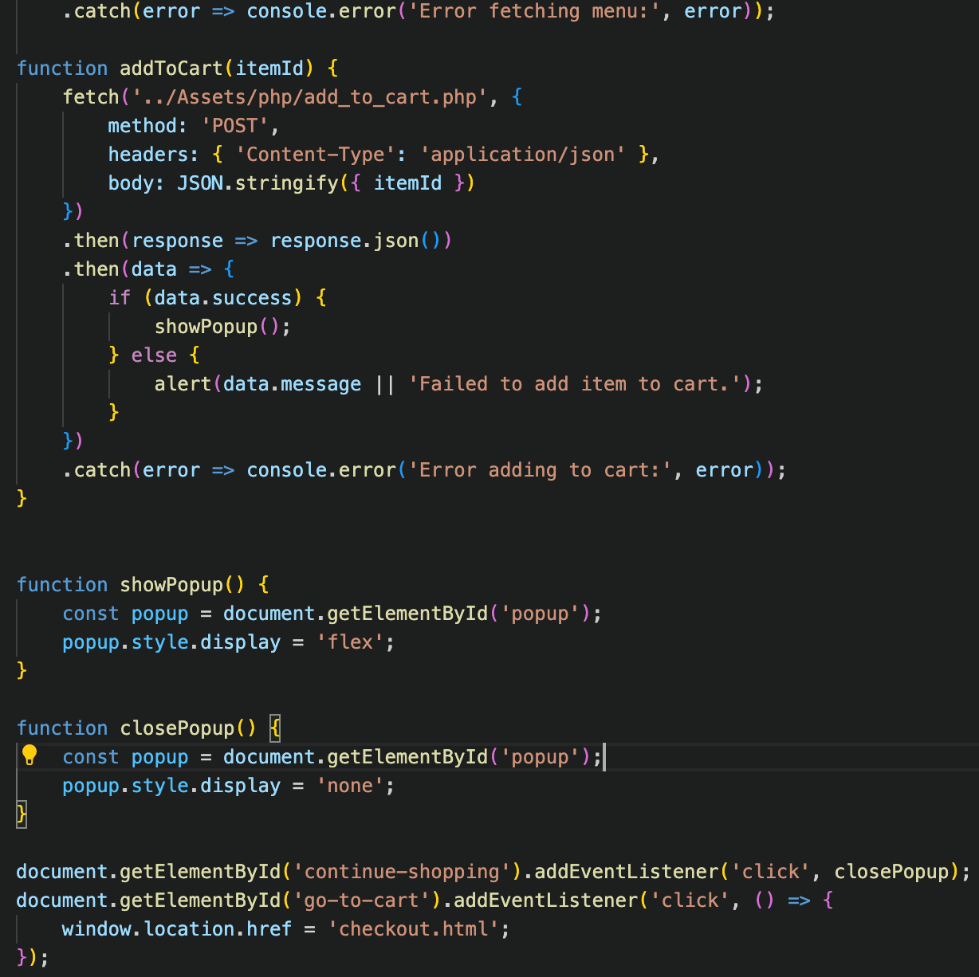 .catch(error => console.error('Error fetching menu:', error));

function addToCart(itemId) {
    fetch('../Assets/php/add_to_cart.php', {
        method: 'POST',
        headers: { 'Content-Type': 'application/json' },
        body: JSON.stringify({ itemId })
    })
    .then(response => response.json())
    .then(data => {
        if (data.success) {
            showPopup();
        } else {
            alert(data.message || 'Failed to add item to cart.');
        }
    })
    .catch(error => console.error('Error adding to cart:', error));
}


function showPopup() {
    const popup = document.getElementById('popup');
    popup.style.display = 'flex';
}

function closePopup() {
    const popup = document.getElementById('popup');
    popup.style.display = 'none';
}

document.getElementById('continue-shopping').addEventListener('click', closePopup);
document.getElementById('go-to-cart').addEventListener('click', () => {
    window.location.href = 'checkout.html';
});